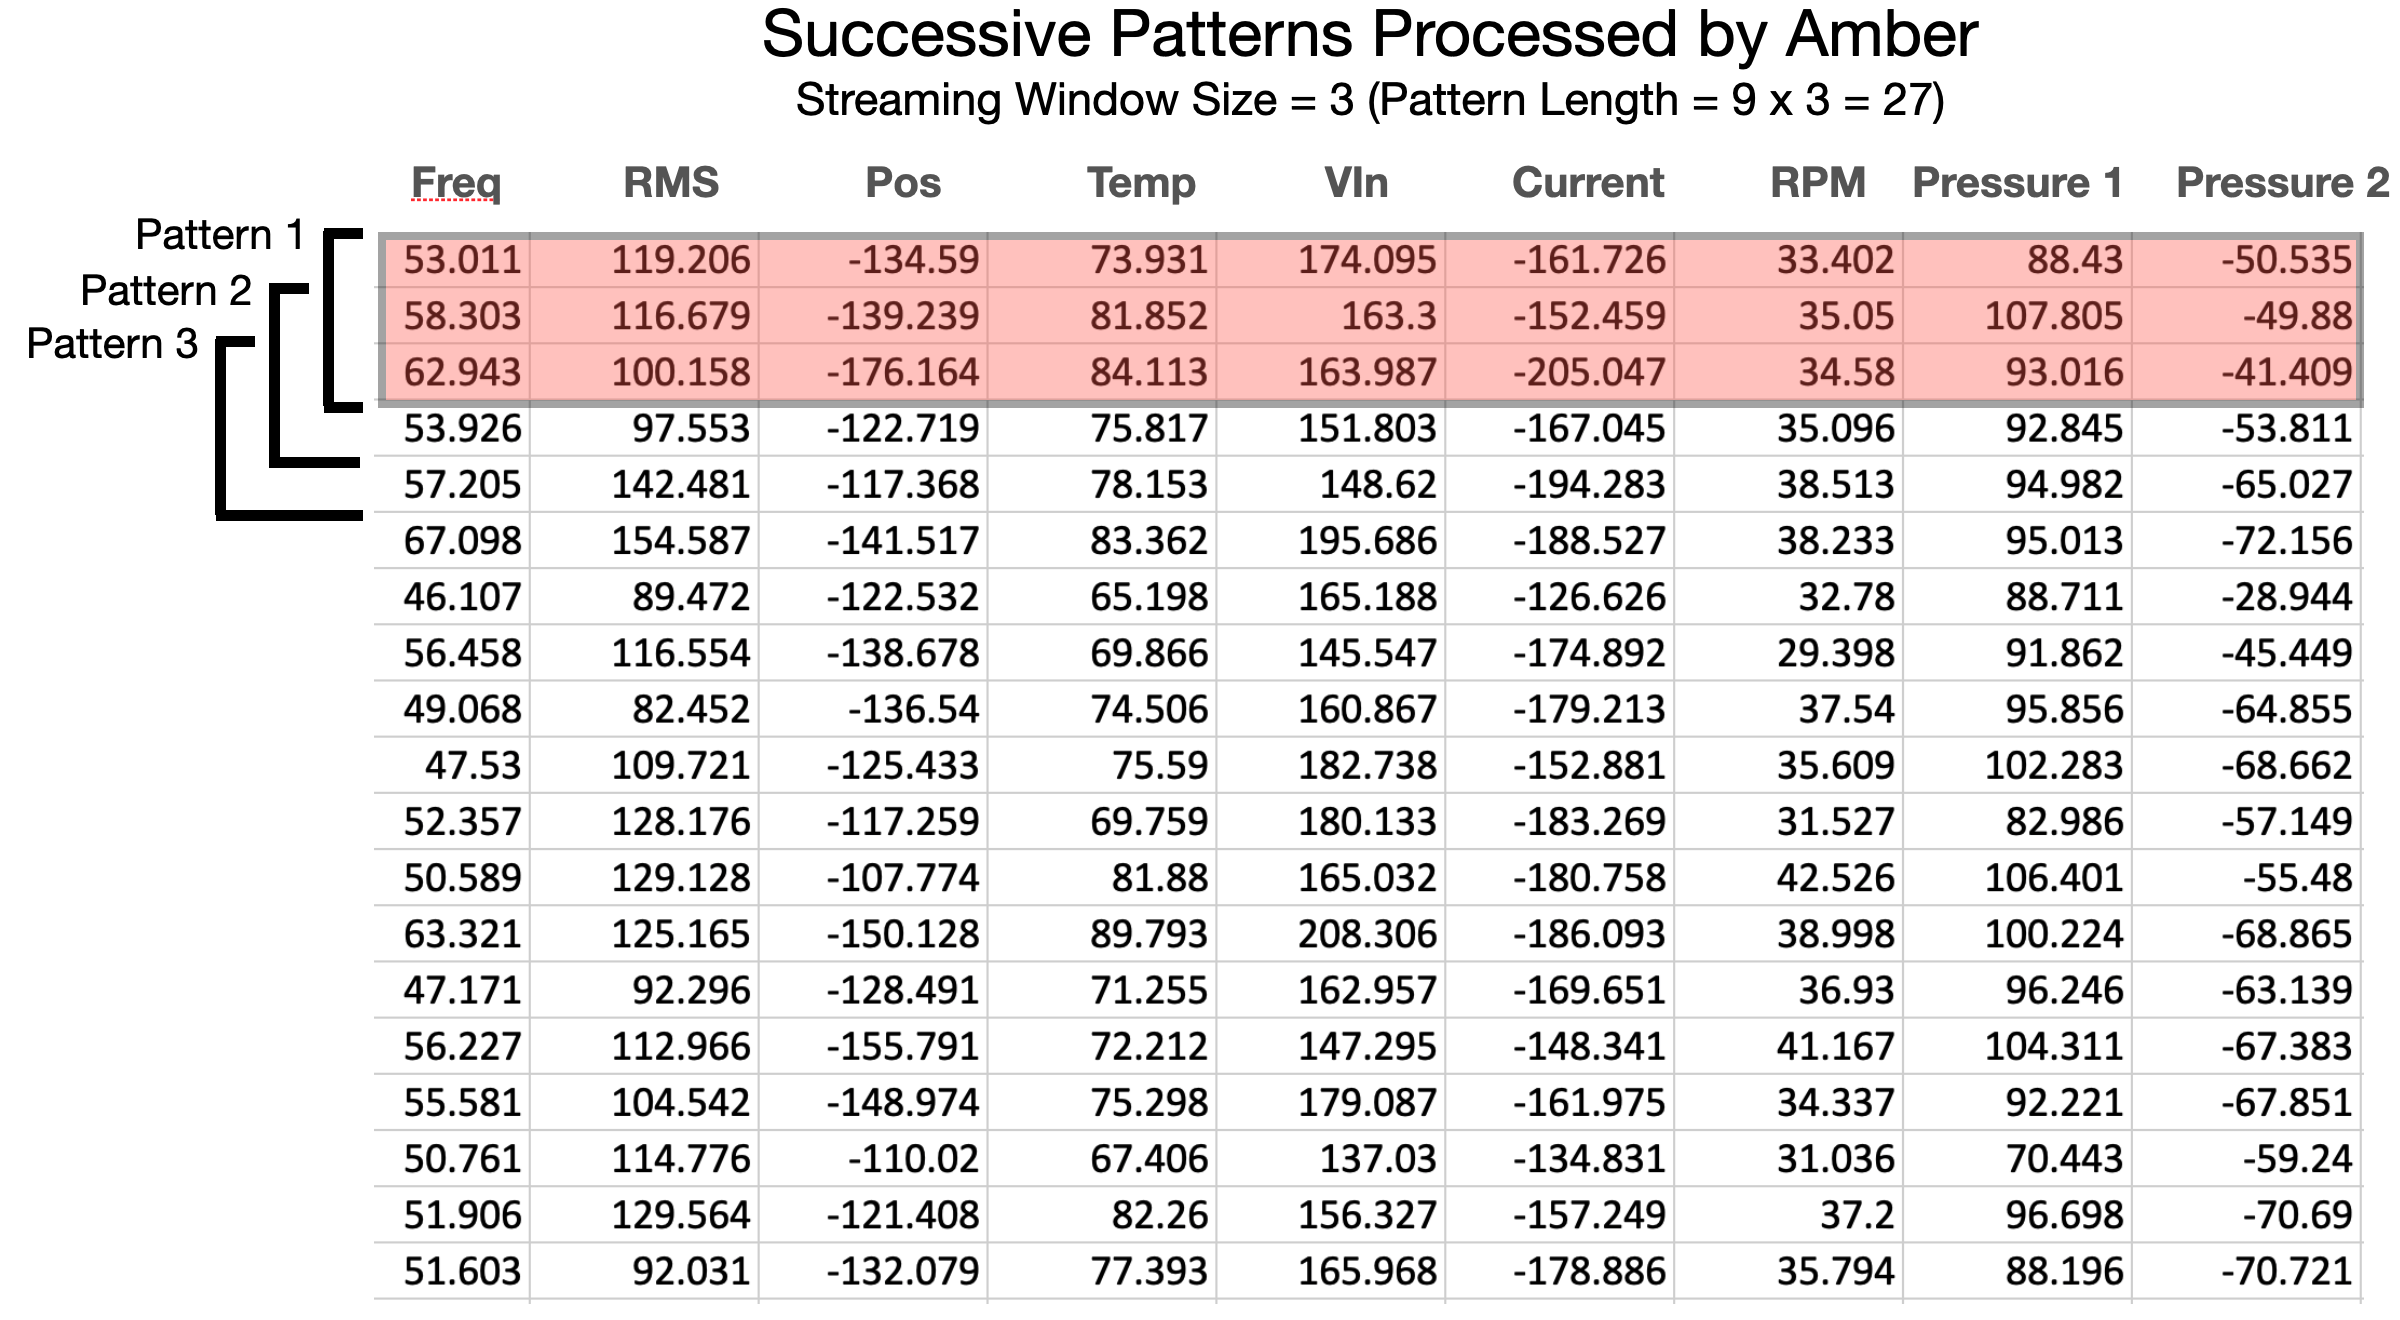 Successive Patterns Processed by Amber
Streaming Window Size = 3 (Pattern Length = 9 x 3 = 27)
Freq RMS Pos Temp VIn Current RPM Pressure 1 Pressure 2
Pattern 1
Pattern 2
Pattern 3
53.011 119.206 -134.59 73.931 174.095 -161.726 33.402 88.43 -50.535
58.303 116.679 -139.239 81.852 163.3 -152.459 35.05 107.805 -49.88
62.943 100.158 -176.164 84.113 163.987 -205.047 34.58 93.016 -41.409
53.926 97.553 -122.719 75.817 151.803 -167.045 35.096 92.845 -53.811
57.205 142.481 -117.368 78.153 148.62 -194.283 38.513 94.982 -65.027
67.098 154.587 -141.517 83.362 195.686 -188.527 38.233 95.013 -72.156
46.107 89.472 -122.532 65.198 165.188 -126.626 32.78 88.711 -28.944
56.458 116.554 -138.678 69.866 145.547 -174.892 29.398 91.862 -45.449
49.068 82.452 -136.54 74.506 160.867 -179.213 37.54 95.856 -64.855
47.53 109.721 -125.433 75.59 182.738 -152.881 35.609 102.283 -68.662
52.357 128.176 -117.259 69.759 180.133 -183.269 31.527 82.986 -57.149
50.589 129.128 -107.774 81.88 165.032 -180.758 42.526 106.401 -55.48
63.321 125.165 -150.128 89.793 208.306 -186.093 38.998 100.224 -68.865
47.171 92.296 -128.491 71.255 162.957 -169.651 36.93 96.246 -63.139
56.227 112.966 -155.791 72.212 147.295 -148.341 41.167 104.311 -67.383
55.581 104.542 -148.974 75.298 179.087 -161.975 34.337 92.221 -67.851
50.761 114.776 -110.02 67.406 137.03 -134.831 31.036 70.443 -59.24
51.906 129.564 -121.408 82.26 156.327 -157.249 37.2 96.698 -70.69
51.603 92.031 -132.079 77.393 165.968 -178.886 35.794 88.196 -70.721